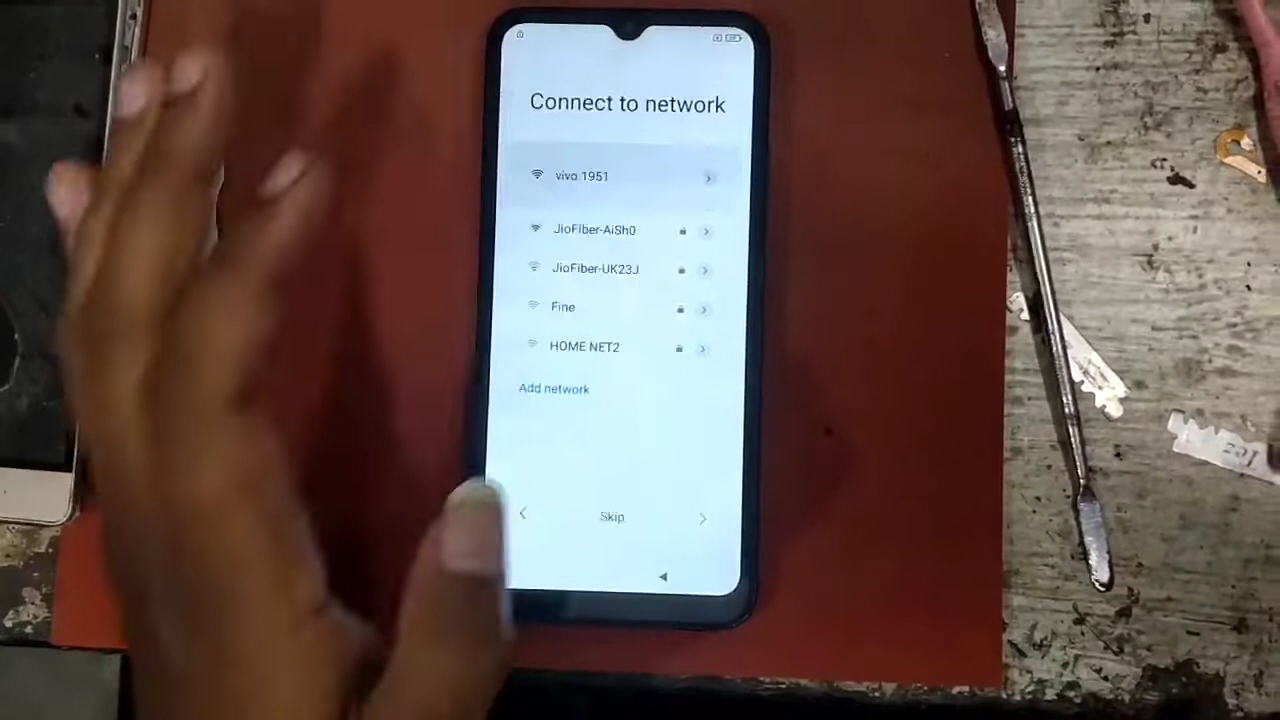 Connect to network
vivo 1951
JioFiber-AiSh0
JioFiber-UK23J
Fine
HOME NET2
Add network
Skip